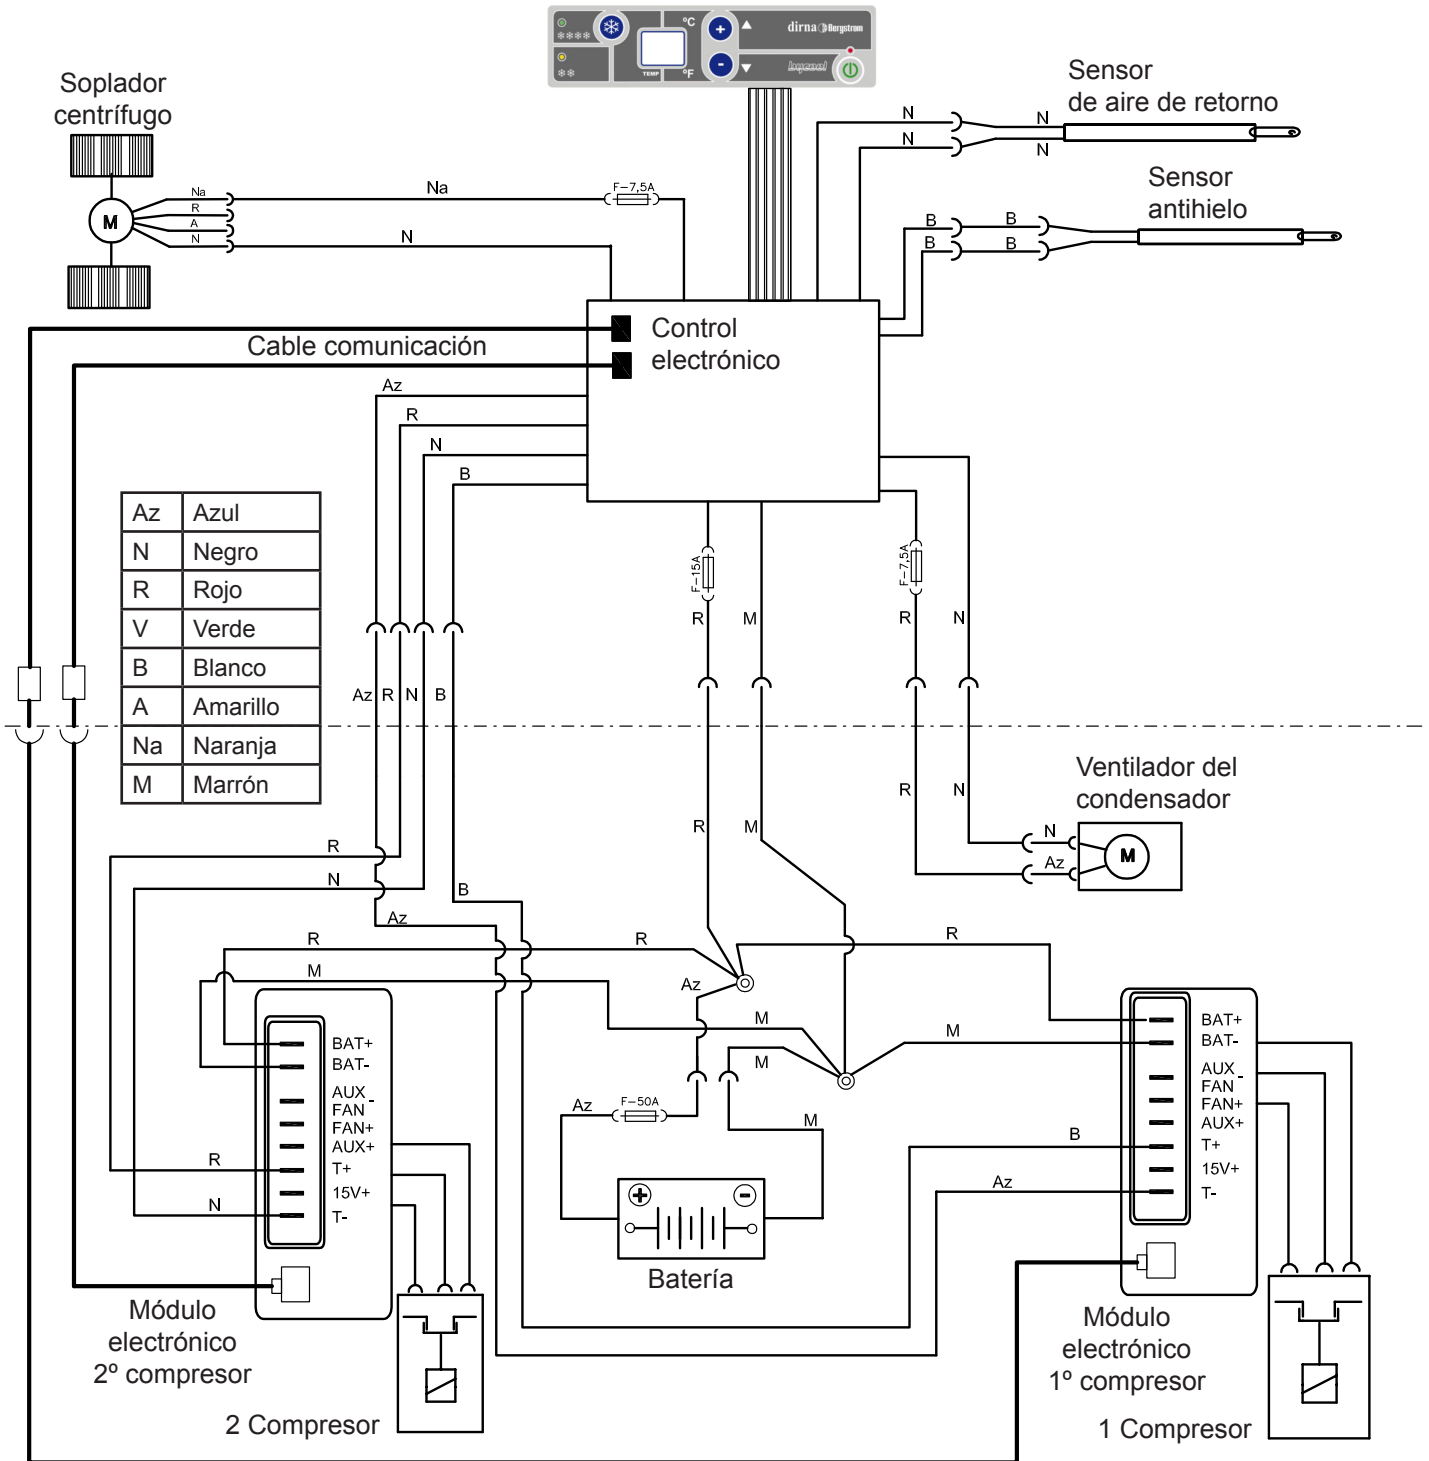 °C
dirna Bergstrom
****
+
TEMP
°F
-
bycool
**
Soplador
centrífugo
Sensor
de aire de retorno
N
N
N
N
Sensor
antihielo
B
B
B
B
Na
R
A
N
M
Na
F-7,5A
N
Control
electrónico
Cable comunicación
Az
R
N
B
Az Azul
N Negro
R Rojo
V Verde
B Blanco
A Amarillo
Na Naranja
M Marrón
F-15A
F-7,5A
R
M
R
N
Az
R
N
B
R
N
Ventilador del
condensador
N
Az
M
R
M
R
N
B
Az
R
M
R
R
Az
M
M
M
Az
F-50A
M
Batería
BAT+
BAT-
AUX
FAN -
FAN+
AUX+
T+
15V+
T-
R
N
Módulo
electrónico
2º compresor
2 Compresor
BAT+
BAT-
AUX
FAN -
FAN+
AUX+
T+
15V+
T-
B
Az
Módulo
electrónico
1º compresor
1 Compresor